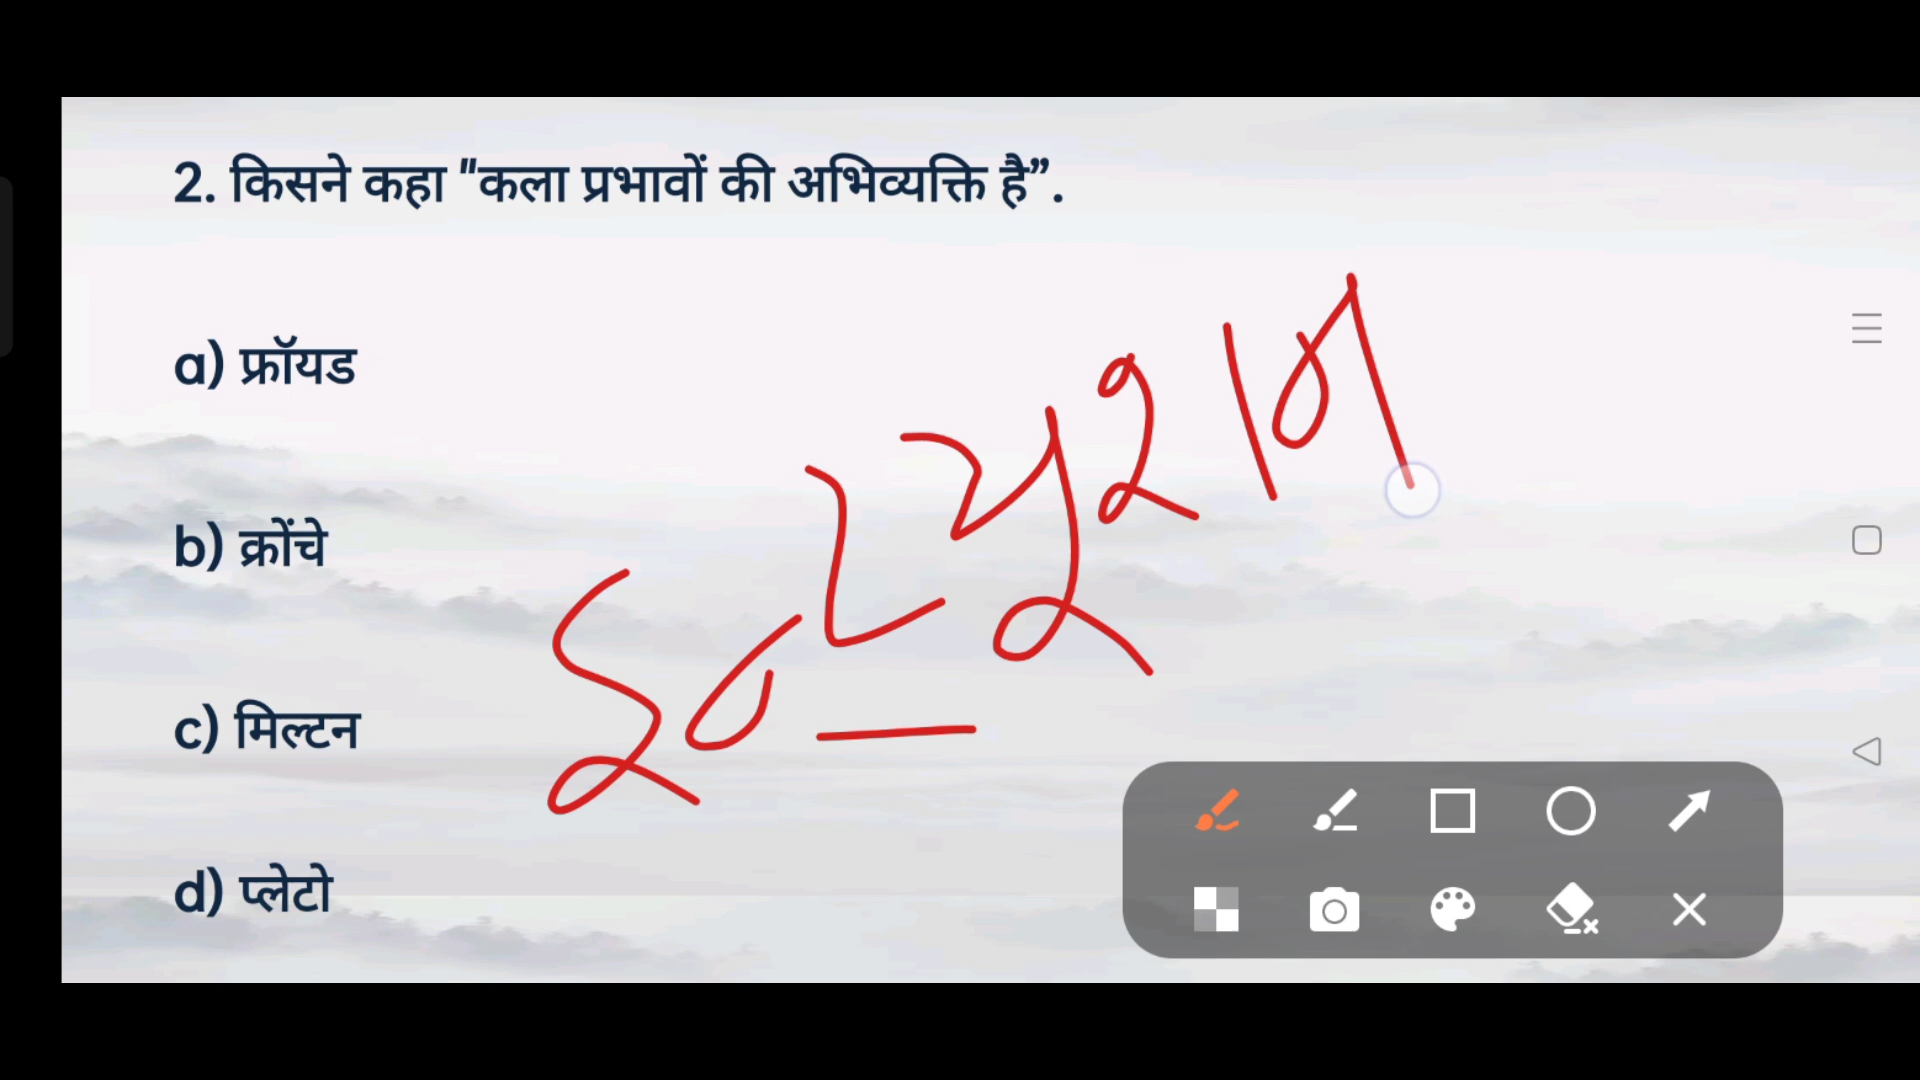 2. किसने कहा "कला प्रभावों की अभिव्यक्ति है”.
a) फ्रॉयड
b) क्रोंचे
c) मिल्टन
d) प्लेटो